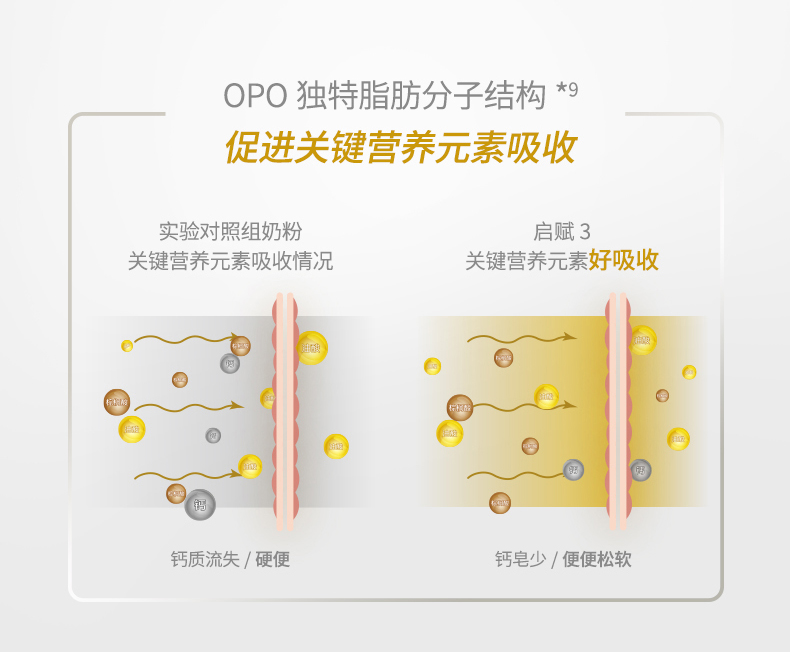 OPO 独特脂肪分子结构 *9
促进关键营养元素吸收
实验对照组奶粉
关键营养元素吸收情况
启赋 3
关键营养元素好吸收
钙
钙质流失 / 硬便
钙皂少 / 便便松软